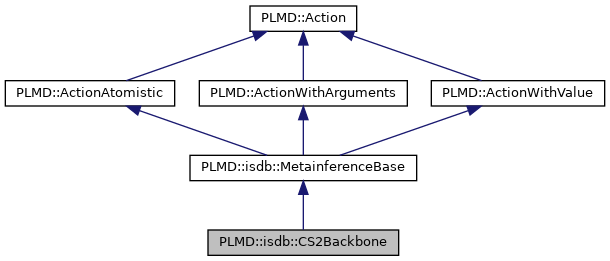 PLMD::Action
PLMD::ActionAtomistic
PLMD::ActionWithArguments
PLMD::ActionWithValue
PLMD::isdb::MetainferenceBase
PLMD::isdb::CS2Backbone